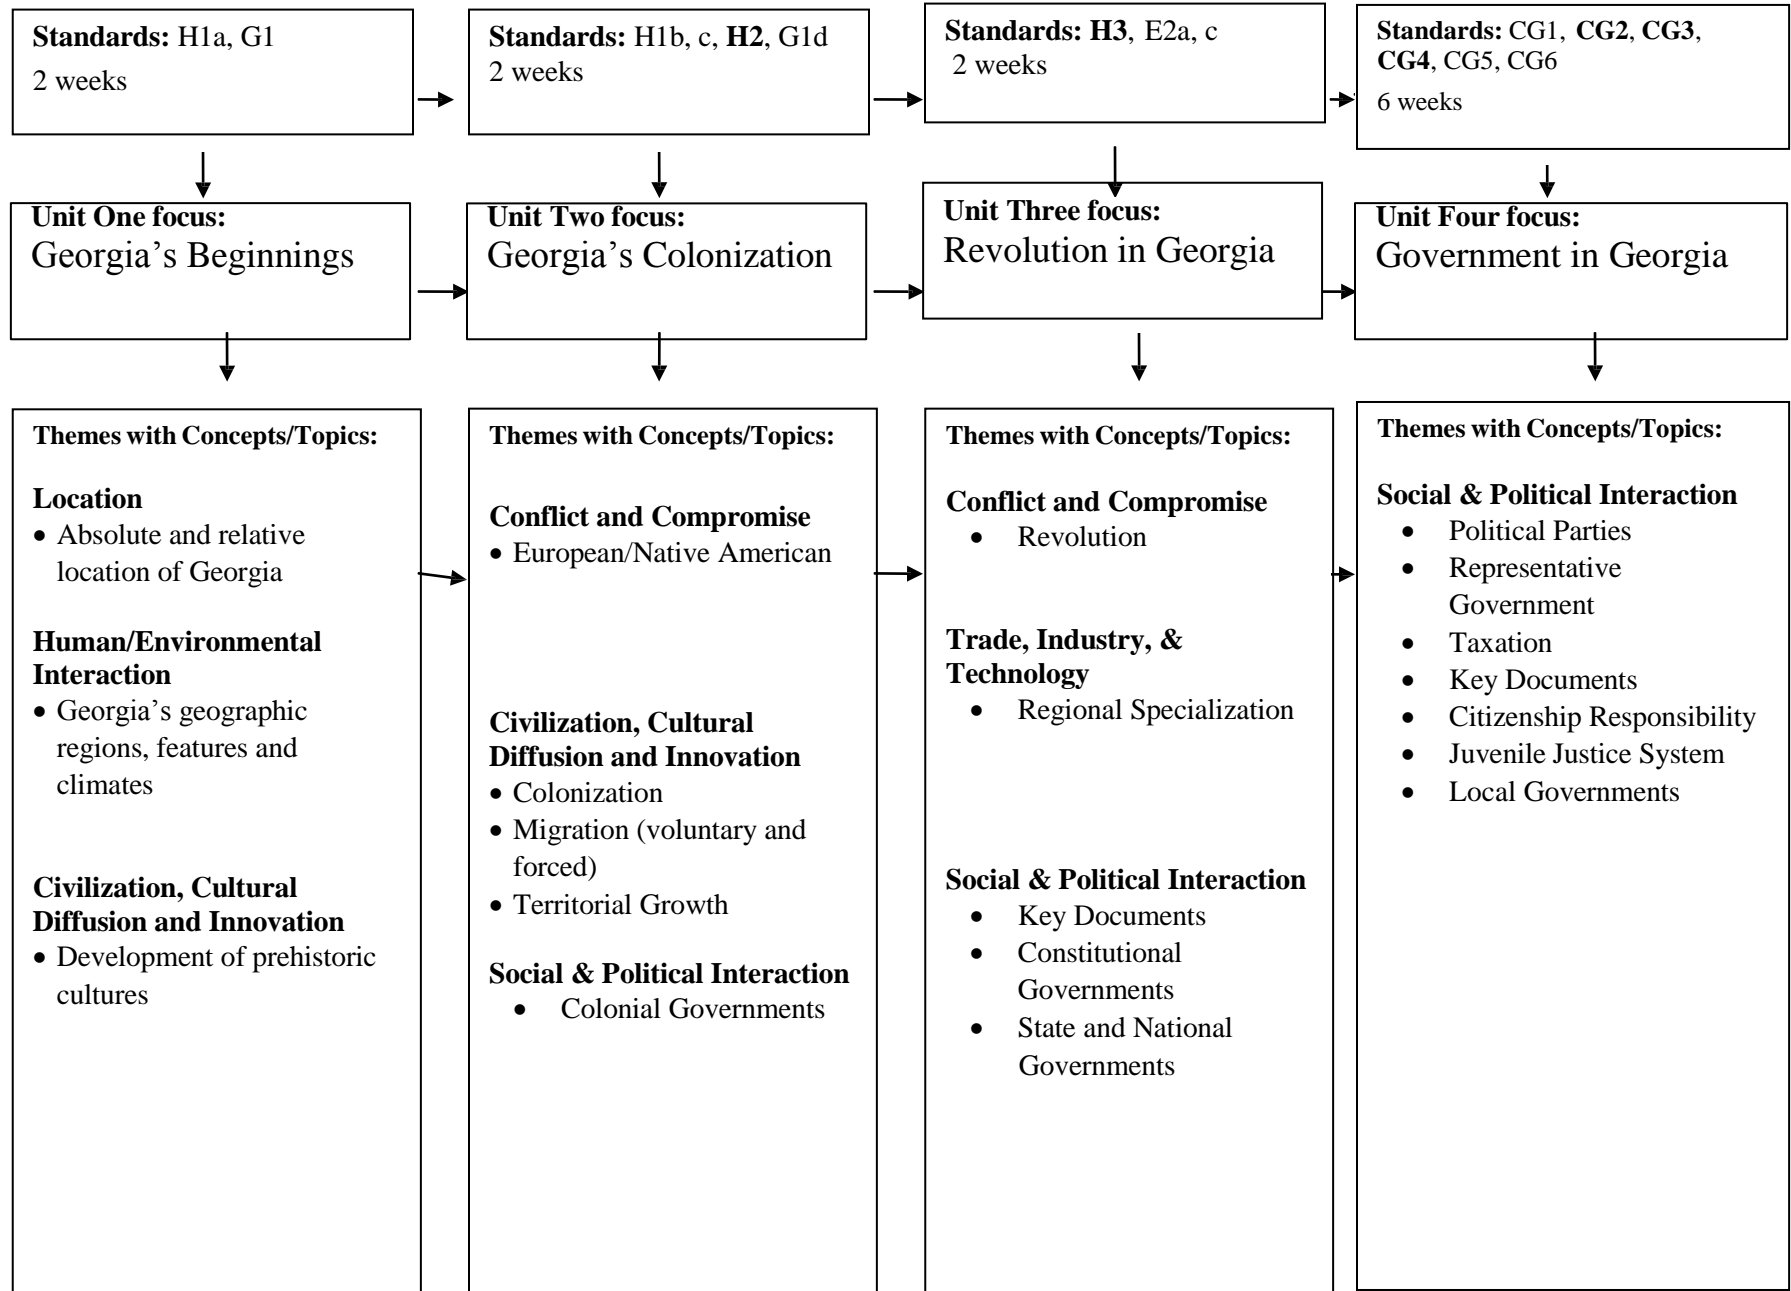 Standards: H1a, G1
2 weeks
Standards: H1b, c, H2, G1d
2 weeks
Standards: H3, E2a, c
2 weeks
Standards: CG1, CG2, CG3,
CG4, CG5, CG6
6 weeks
Unit One focus:
Georgia’s Beginnings
Unit Two focus:
Georgia’s Colonization
Unit Three focus:
Revolution in Georgia
Unit Four focus:
Government in Georgia
Themes with Concepts/Topics:
Location
• Absolute and relative
location of Georgia
Human/Environmental
Interaction
• Georgia’s geographic
regions, features and
climates
Civilization, Cultural
Diffusion and Innovation
• Development of prehistoric
cultures
Themes with Concepts/Topics:
Conflict and Compromise
• European/Native American
Civilization, Cultural
Diffusion and Innovation
• Colonization
• Migration (voluntary and
forced)
• Territorial Growth
Social & Political Interaction
• Colonial Governments
Themes with Concepts/Topics:
Conflict and Compromise
• Revolution
Trade, Industry, &
Technology
• Regional Specialization
Social & Political Interaction
• Key Documents
• Constitutional
Governments
• State and National
Governments
Themes with Concepts/Topics:
Social & Political Interaction
• Political Parties
• Representative
Government
• Taxation
• Key Documents
• Citizenship Responsibility
• Juvenile Justice System
• Local Governments